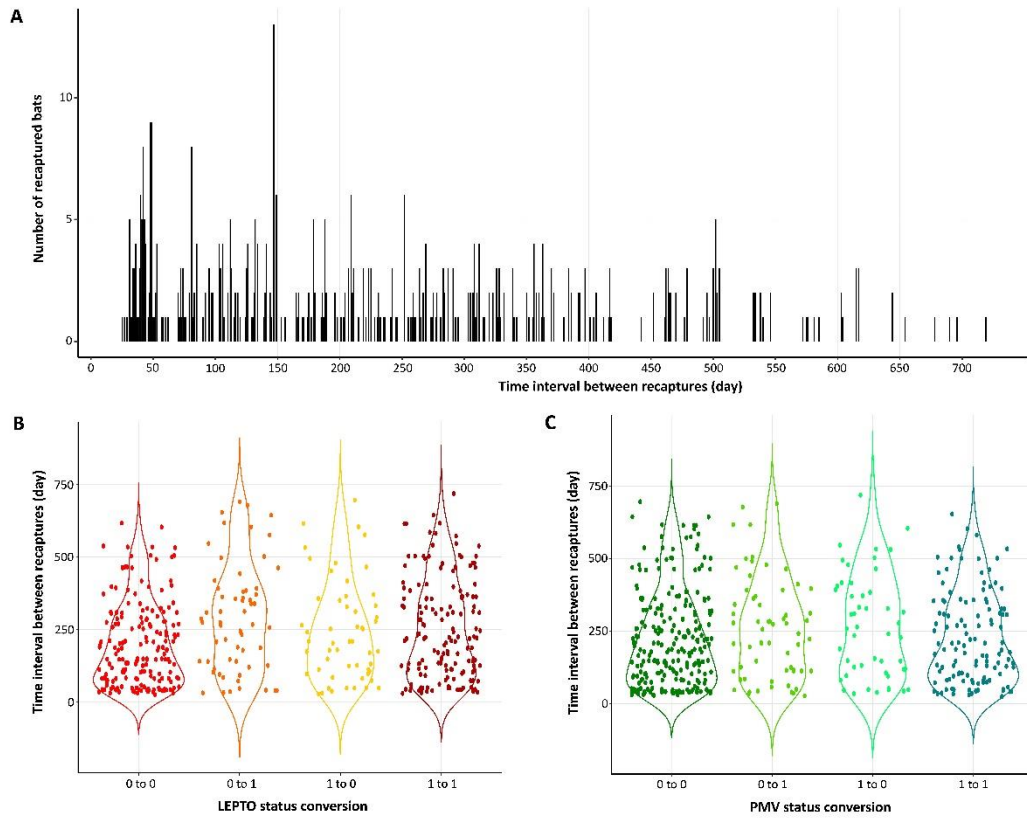 A
Number of recaptured bats
10
5
0
0 50 100 150 200 250 300 350 400 450 500 550 600 650 700
Time interval between recaptures (day)
B
Time interval between recaptures (day)
750
500
250
0
0 to 0 0 to 1 1 to 0 1 to 1
LEPTO status conversion
C
Time interval between recaptures (day)
750
500
250
0
0 to 0 0 to 1 1 to 0 1 to 1
PMV status conversion